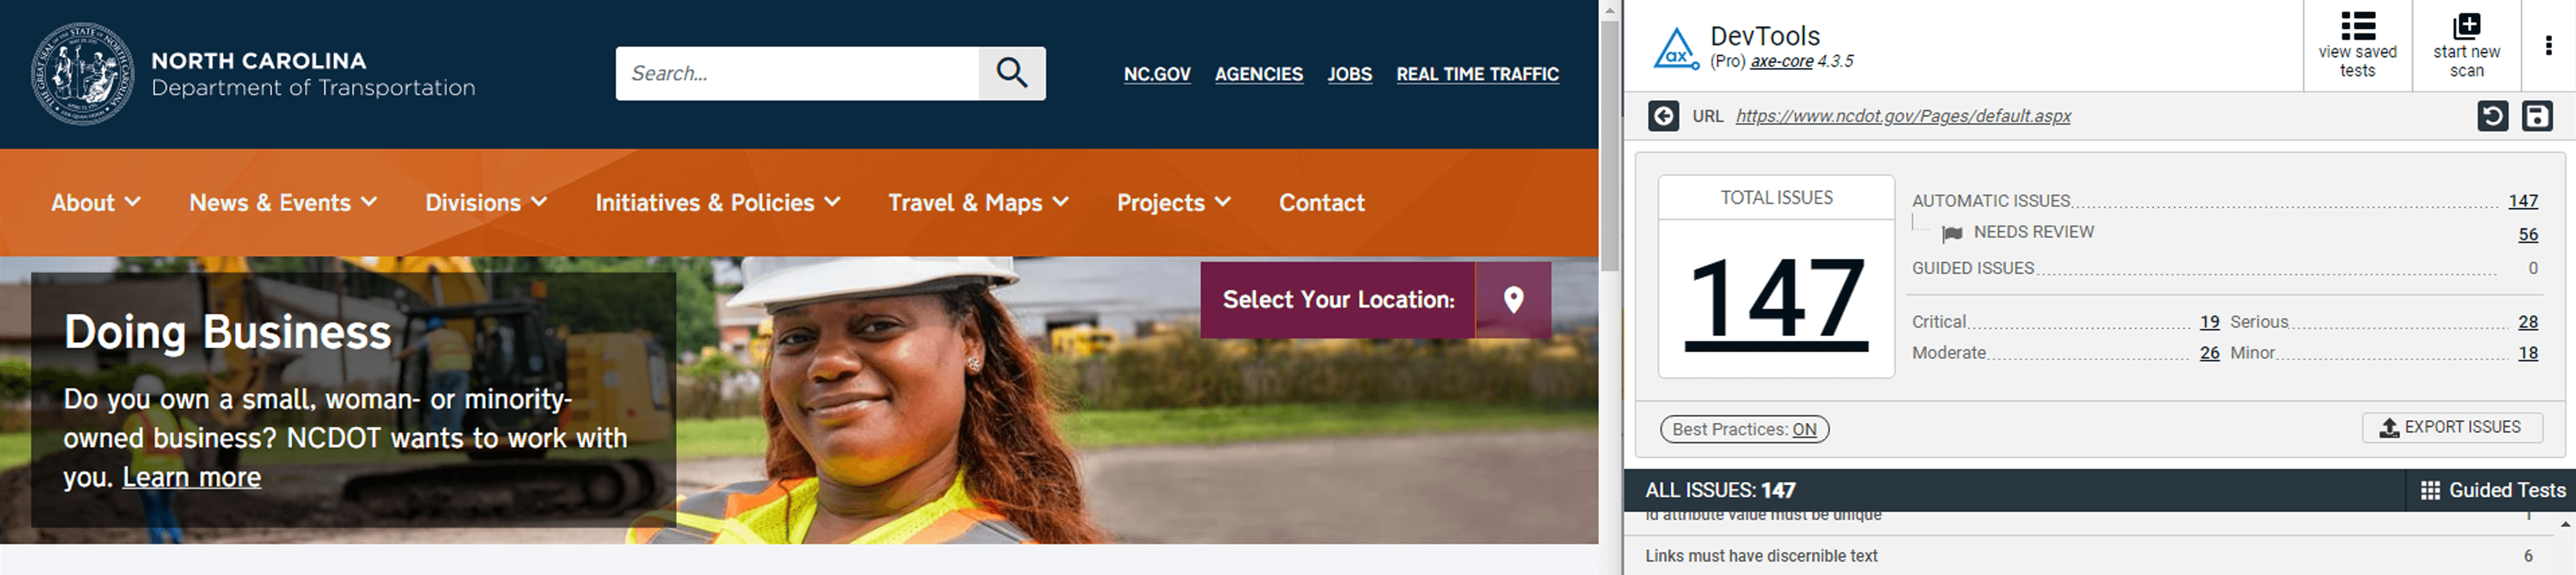 NORTH CAROLINA
Department of Transportation
Search...
NC.GOV AGENCIES JOBS REAL TIME TRAFFIC
About News & Events Divisions Initiatives & Policies Travel & Maps Projects Contact
Doing Business
Do you own a small, woman- or minority-
owned business? NCDOT wants to work with
you. Learn more
Select Your Location:
ax
DevTools
(Pro) axe-core 4.3.5
view saved
tests
start new
scan
URL https://www.ncdot.gov/Pages/default.aspx
TOTAL ISSUES
147
AUTOMATIC ISSUES 147
NEEDS REVIEW 56
GUIDED ISSUES 0
Critical 19 Serious 28
Moderate 26 Minor 18
Best Practices: ON
EXPORT ISSUES
ALL ISSUES: 147
Guided Tests
id attribute value must be unique 1
Links must have discernible text 6